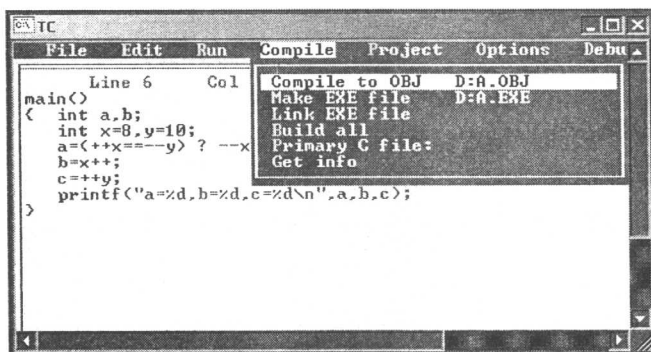 TC
File Edit Run Compile Project Options Debu
Line 6 Col
Compile to OBJ D:A.OBJ
Make EXE file D:A.EXE
Link EXE file
Build all
Primary C file:
Get info
main()
{ int a,b;
int x=8,y=10;
a=(++x==--y) ? --x
b=x++;
c=++y;
printf("a=%d,b=%d,c=%d\n",a,b,c);
}